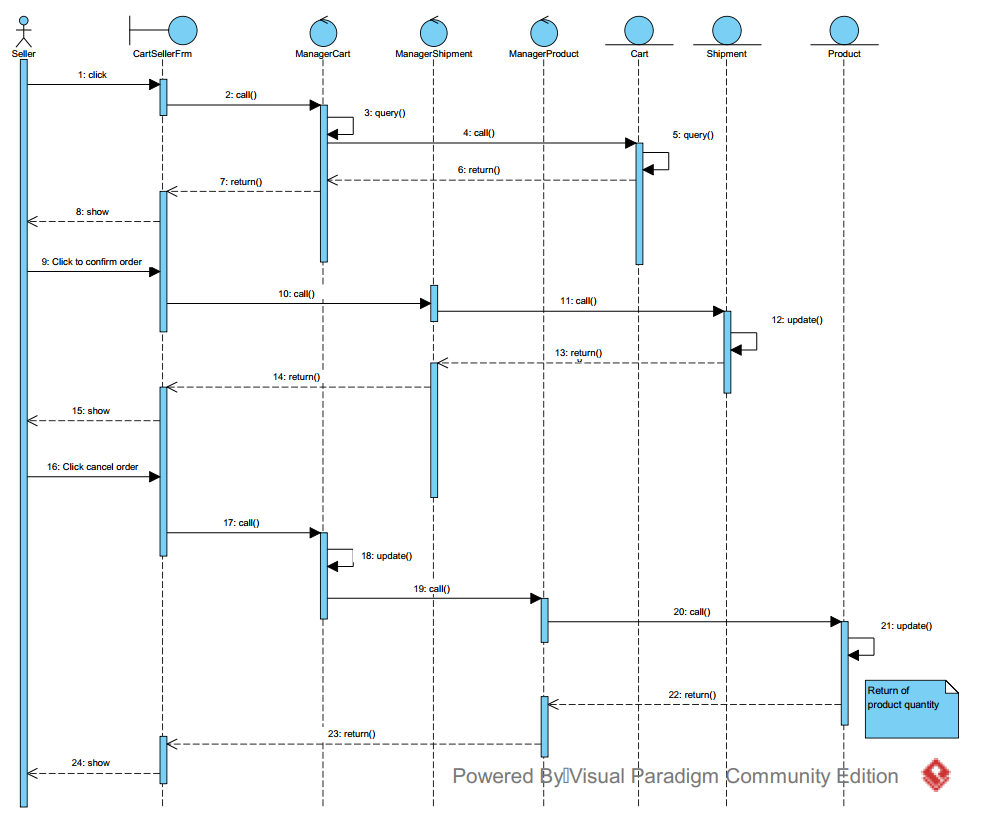 Seller
CartSellerFrm
ManagerCart
ManagerShipment
ManagerProduct
Cart
Shipment
Product
1: click
2: call()
3: query()
4: call()
5: query()
6: return()
7: return()
8: show
9: Click to confirm order
10: call()
11: call()
12: update()
13: return()
14: return()
15: show
16: Click cancel order
17: call()
18: update()
19: call()
20: call()
21: update()
Return of
product quantity
22: return()
23: return()
24: show
Powered By Visual Paradigm Community Edition